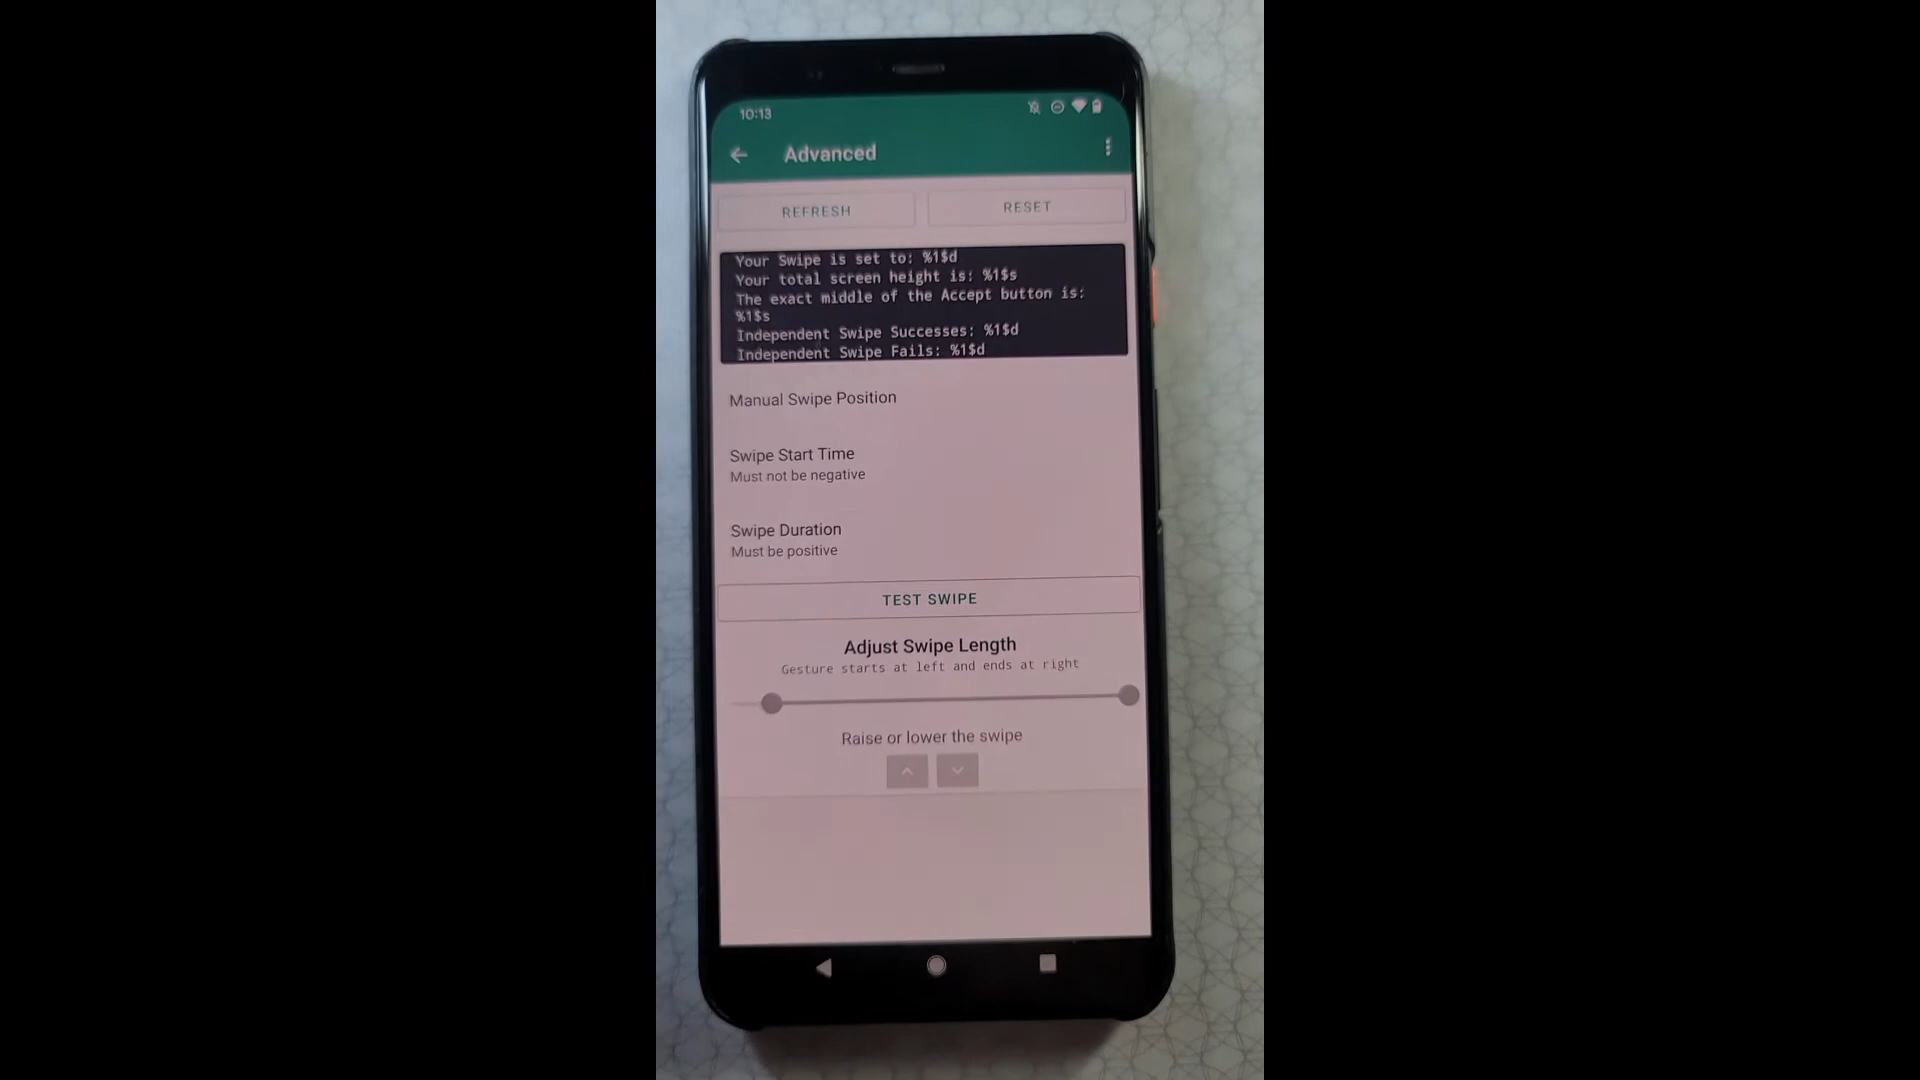 10:13
Advanced
REFRESH RESET
Your Swipe is set to: %1$d
Your total screen height is: %1$s
The exact middle of the Accept button is:
%1$s
Independent Swipe Successes: %1$d
Independent Swipe Fails: %1$d
Manual Swipe Position
Swipe Start Time
Must not be negative
Swipe Duration
Must be positive
TEST SWIPE
Adjust Swipe Length
Gesture starts at left and ends at right
Raise or lower the swipe